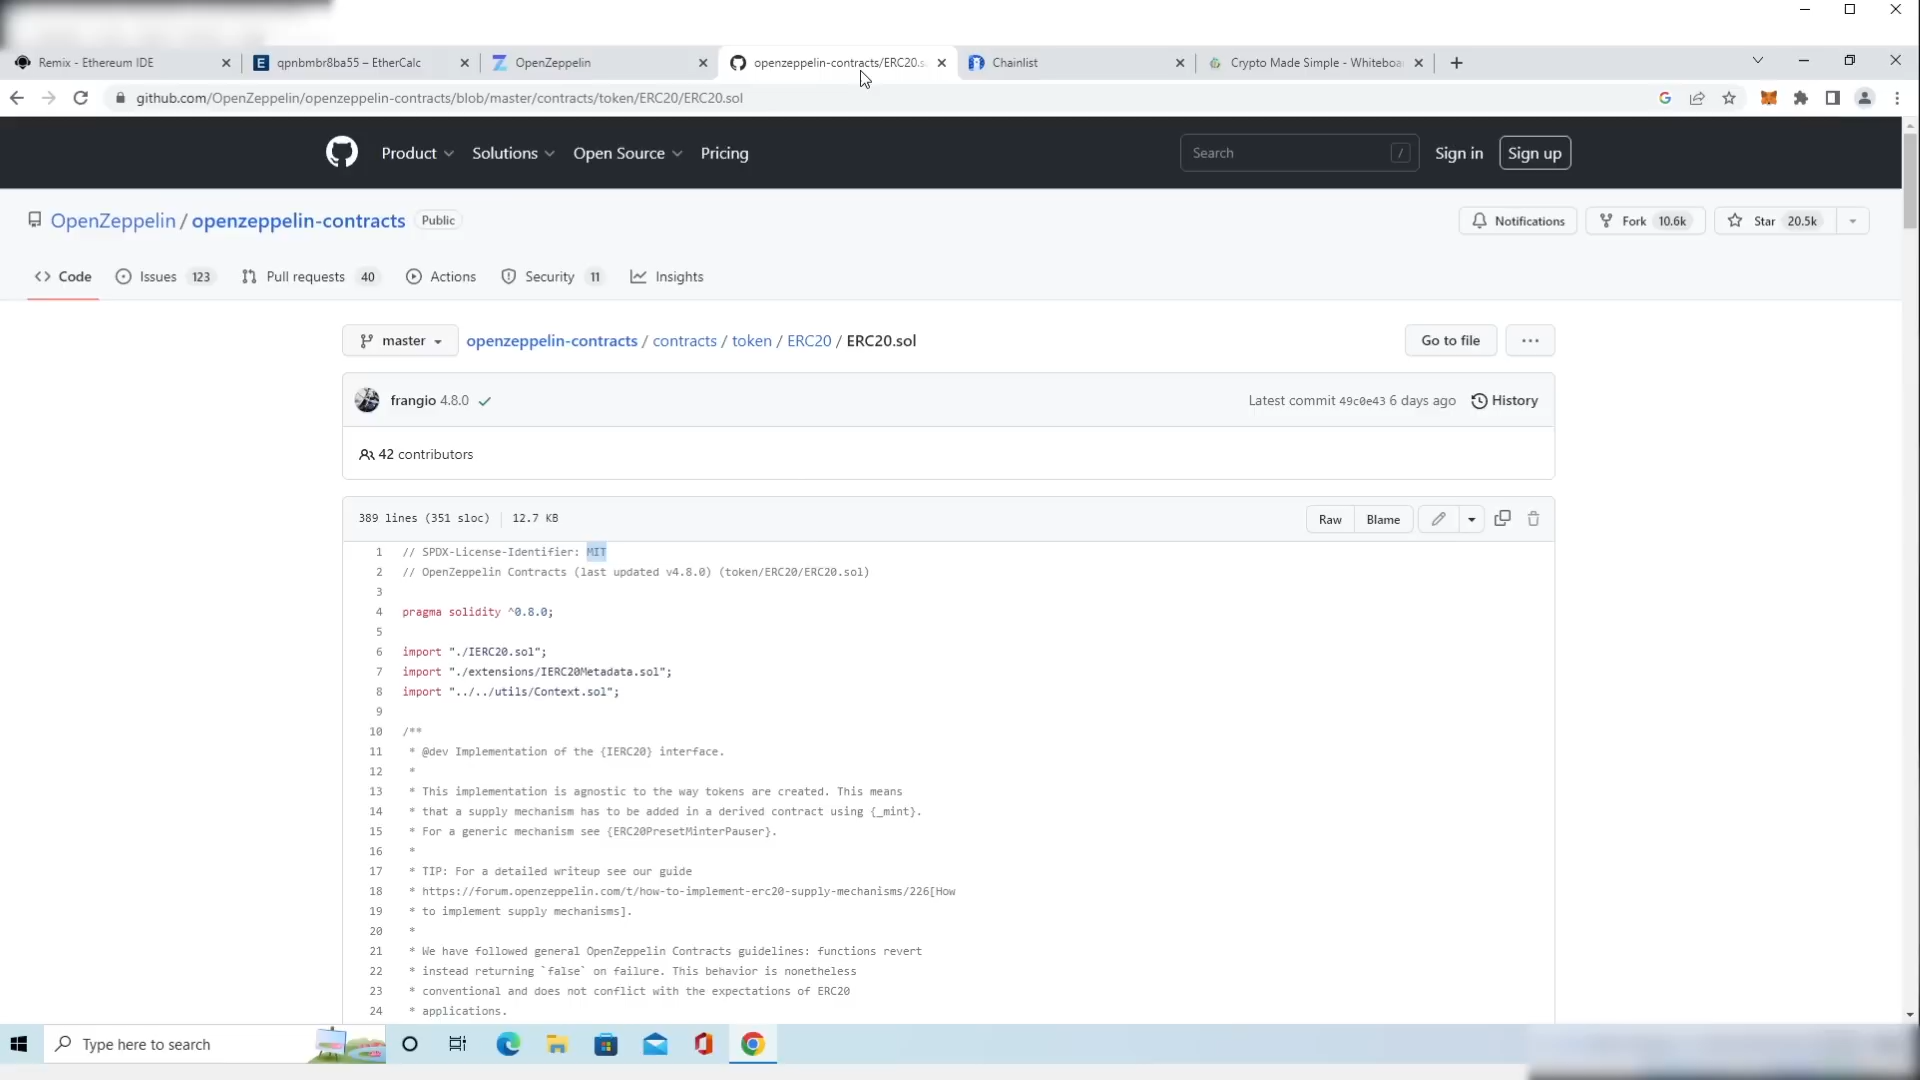 Remix - Ethereum IDE
qpnbmbr8ba55 – EtherCalc
OpenZeppelin
openzeppelin-contracts/ERC20.s
Chainlist
Crypto Made Simple - Whiteboa
github.com/OpenZeppelin/openzeppelin-contracts/blob/master/contracts/token/ERC20/ERC20.sol
Product
Solutions
Open Source
Pricing
Search /
Sign in
Sign up
OpenZeppelin / openzeppelin-contracts Public
Notifications
Fork 10.6k
Star 20.5k
<> Code
Issues 123
Pull requests 40
Actions
Security 11
Insights
master
openzeppelin-contracts / contracts / token / ERC20 / ERC20.sol
Go to file
...
frangio 4.8.0
Latest commit 49c0e43 6 days ago
History
42 contributors
389 lines (351 sloc) 12.7 KB
Raw
Blame
1 // SPDX-License-Identifier: MIT
2 // OpenZeppelin Contracts (last updated v4.8.0) (token/ERC20/ERC20.sol)
3
4 pragma solidity ^0.8.0;
5
6 import "./IERC20.sol";
7 import "./extensions/IERC20Metadata.sol";
8 import "../../utils/Context.sol";
9
10 /**
11 * @dev Implementation of the {IERC20} interface.
12 *
13 * This implementation is agnostic to the way tokens are created. This means
14 * that a supply mechanism has to be added in a derived contract using {_mint}.
15 * For a generic mechanism see {ERC20PresetMinterPauser}.
16 *
17 * TIP: For a detailed writeup see our guide
18 * https://forum.openzeppelin.com/t/how-to-implement-erc20-supply-mechanisms/226[How
19 * to implement supply mechanisms].
20 *
21 * We have followed general OpenZeppelin Contracts guidelines: functions revert
22 * instead returning `false` on failure. This behavior is nonetheless
23 * conventional and does not conflict with the expectations of ERC20
24 * applications.
Type here to search